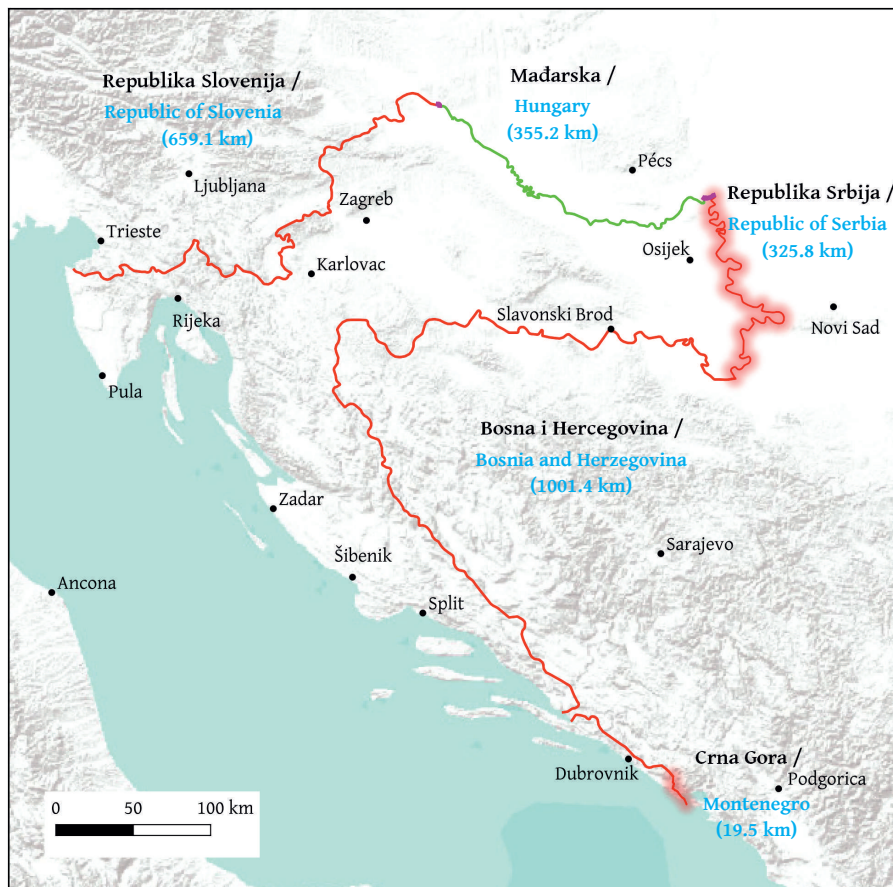 Republika Slovenija /
Republic of Slovenia
(659.1 km)
Mađarska /
Hungary
(355.2 km)
Pécs
Ljubljana
Zagreb
Republika Srbija /
Republic of Serbia
(325.8 km)
Trieste
Osijek
Karlovac
Rijeka
Slavonski Brod
Novi Sad
Pula
Bosna i Hercegovina /
Bosnia and Herzegovina
(1001.4 km)
Zadar
Šibenik
Sarajevo
Ancona
Split
Crna Gora /
Dubrovnik
Podgorica
Montenegro
(19.5 km)
0 50 100 km